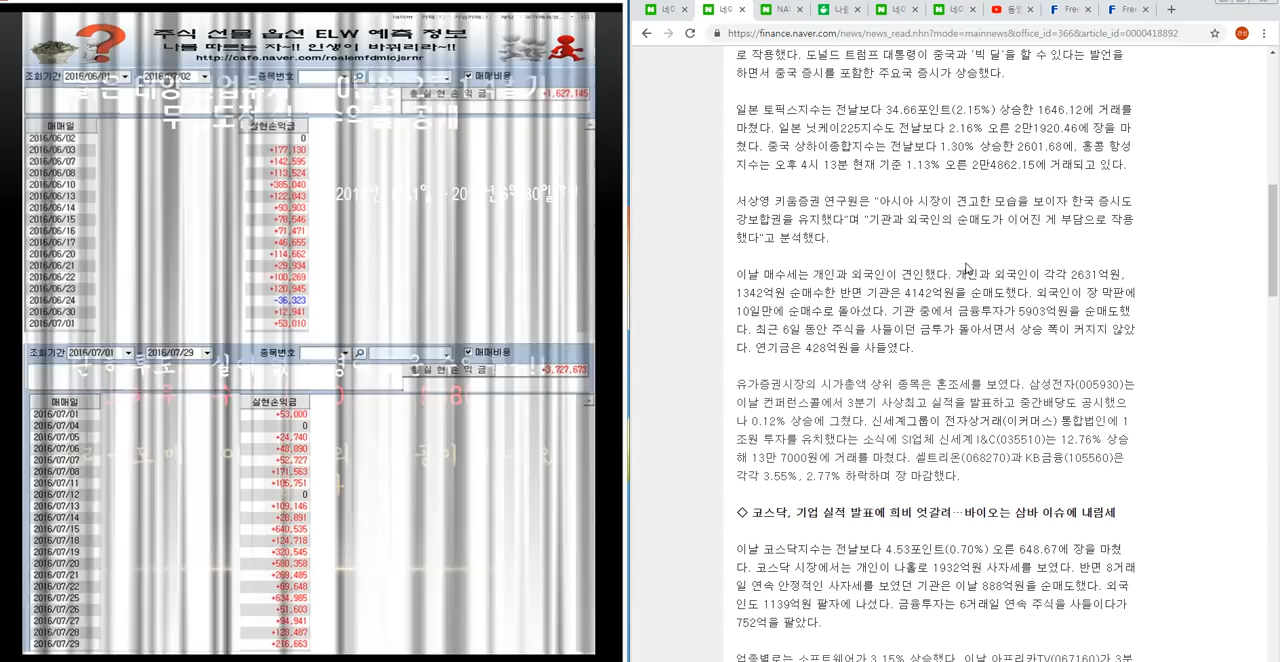 주식 선물 옵션 ELW 예측 정보
나를 따르는 자~!! 인생이 바뀌리라~!!
http://cafe.naver.com/roalemfdmlojsrnr
조회기간 2016/06/01 ~ 2016/07/02 종목번호 매매비용
총 실 현 손 익 금 +1,627,145
매매일 실현손익금
2016/06/02 0
2016/06/03 +177,130
2016/06/07 +142,595
2016/06/08 +113,524
2016/06/10 +385,040
2016/06/13 +122,843
2016/06/14 +93,903
2016/06/15 +78,546
2016/06/16 +71,471
2016/06/17 +46,655
2016/06/20 +114,662
2016/06/21 +29,934
2016/06/22 +100,269
2016/06/23 +120,945
2016/06/24 -36,323
2016/06/30 +12,941
2016/07/01 +53,010
조회기간 2016/07/01 ~ 2016/07/29 종목번호 매매비용
총 실 현 손 익 금 +3,727,673
매매일 실현손익금
2016/07/01 +53,000
2016/07/04 0
2016/07/05 +24,740
2016/07/06 +48,890
2016/07/07 +52,727
2016/07/08 +171,563
2016/07/11 +106,751
2016/07/12 0
2016/07/13 +109,146
2016/07/14 +28,891
2016/07/15 +640,535
2016/07/18 +124,718
2016/07/19 +320,545
2016/07/20 +580,358
2016/07/21 +269,485
2016/07/22 +69,648
2016/07/25 +634,985
2016/07/26 +51,603
2016/07/27 +94,941
2016/07/28 +128,487
2016/07/29 +216,663
https://finance.naver.com/news/news_read.nhn?mode=mainnews&office_id=366&article_id=0000418892
로 작용했다. 도널드 트럼프 대통령이 중국과 '빅 딜'을 할 수 있다는 발언을
하면서 중국 증시를 포함한 주요국 증시가 상승했다.
일본 토픽스지수는 전날보다 34.66포인트(2.15%) 상승한 1646.12에 거래를
마쳤다. 일본 닛케이225지수도 전날보다 2.16% 오른 2만1920.46에 장을 마
쳤다. 중국 상하이종합지수는 전날보다 1.30% 상승한 2601.68에, 홍콩 항성
지수는 오후 4시 13분 현재 기준 1.13% 오른 2만4862.15에 거래되고 있다.
서상영 키움증권 연구원은 "아시아 시장이 견고한 모습을 보이자 한국 증시도
강보합권을 유지했다"며 "기관과 외국인의 순매도가 이어진 게 부담으로 작용
했다"고 분석했다.
이날 매수세는 개인과 외국인이 견인했다. 개인과 외국인이 각각 2631억원,
1342억원 순매수한 반면 기관은 4142억원을 순매도했다. 외국인이 장 막판에
10일만에 순매수로 돌아섰다. 기관 중에서 금융투자가 5903억원을 순매도했
다. 최근 6일 동안 주식을 사들이던 금투가 돌아서면서 상승 폭이 커지지 않았
다. 연기금은 428억원을 사들였다.
유가증권시장의 시가총액 상위 종목은 혼조세를 보였다. 삼성전자(005930)는
이날 컨퍼런스콜에서 3분기 사상최고 실적을 발표하고 중간배당도 공시했으
나 0.12% 상승에 그쳤다. 신세계그룹이 전자상거래(이커머스) 통합법인에 1
조원 투자를 유치했다는 소식에 SI업체 신세계 I&C(035510)는 12.76% 상승
해 13만 7000원에 거래를 마쳤다. 셀트리온(068270)과 KB금융(105560)은
각각 3.55%, 2.77% 하락하며 장 마감했다.
◇ 코스닥, 기업 실적 발표에 희비 엇갈려…바이오는 삼바 이슈에 내림세
이날 코스닥지수는 전날보다 4.53포인트(0.70%) 오른 648.67에 장을 마쳤
다. 코스닥 시장에서는 개인이 나홀로 1932억원 사자세를 보였다. 반면 8거래
일 연속 안정적인 사자세를 보였던 기관은 이날 888억원을 순매도했다. 외국
인도 1139억원 팔자에 나섰다. 금융투자는 6거래일 연속 주식을 사들이다가
752억을 팔았다.
업종별로는 소프트웨어가 3.15% 상승했다. 이날 아프리카TV(067160)가 3분